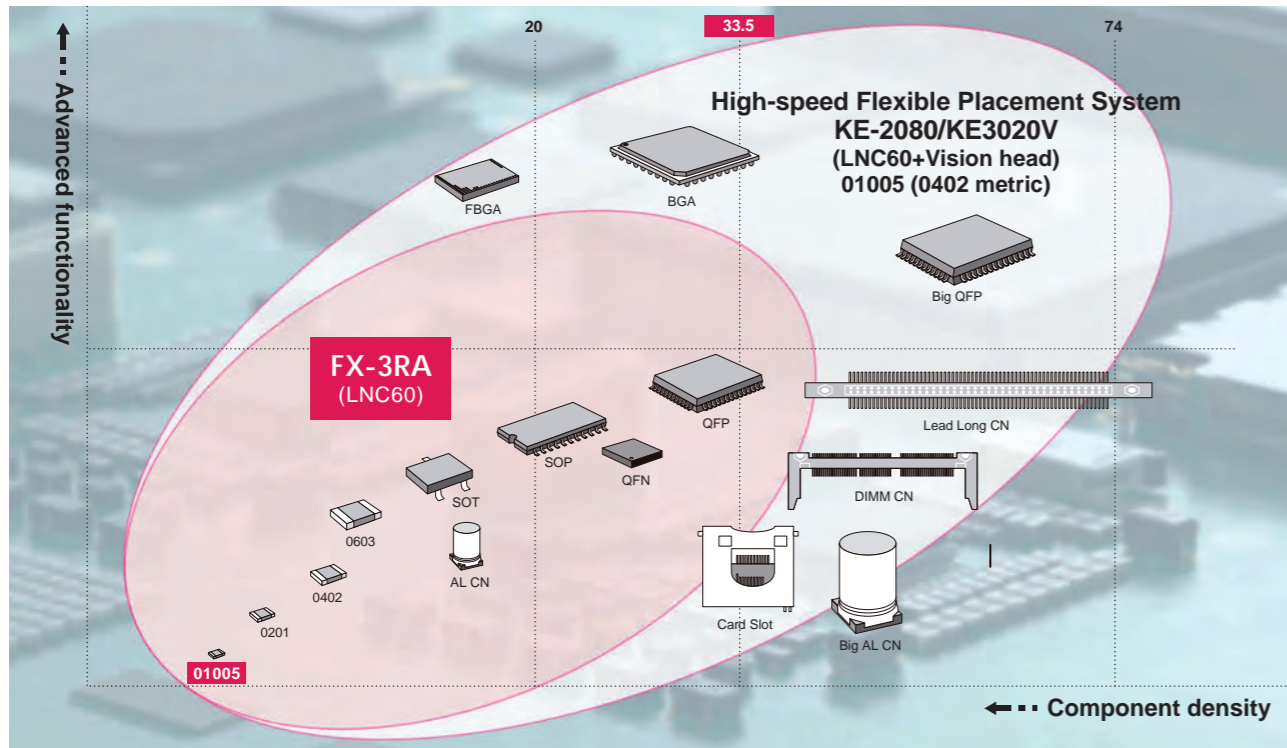 20
33.5
74
Advanced functionality
High-speed Flexible Placement System
KE-2080/KE3020V
(LNC60+Vision head)
01005 (0402 metric)
FBGA
BGA
Big QFP
FX-3RA
(LNC60)
QFP
Lead Long CN
SOP
QFN
SOT
DIMM CN
0603
AL CN
0402
Card Slot
Big AL CN
0201
01005
Component density